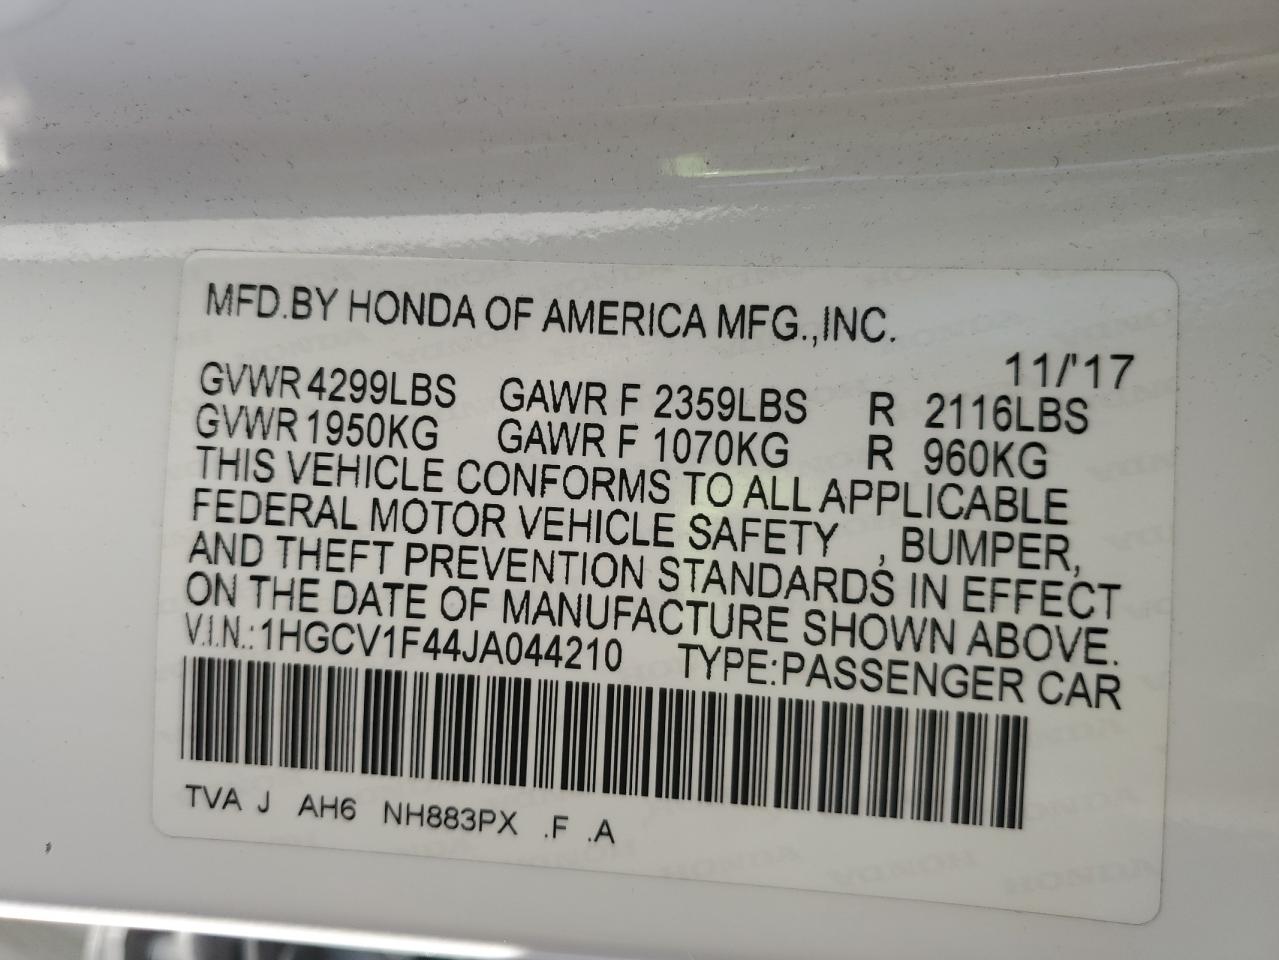 MFD.BY HONDA OF AMERICA MFG.,INC.
11/'17
GVWR 4299LBS GAWR F 2359LBS R 2116LBS
GVWR 1950KG GAWR F 1070KG R 960KG
THIS VEHICLE CONFORMS TO ALL APPLICABLE
FEDERAL MOTOR VEHICLE SAFETY , BUMPER,
AND THEFT PREVENTION STANDARDS IN EFFECT
ON THE DATE OF MANUFACTURE SHOWN ABOVE.
V.I.N.:1HGCV1F44JA044210 TYPE:PASSENGER CAR
TVA J AH6 NH883PX .F .A